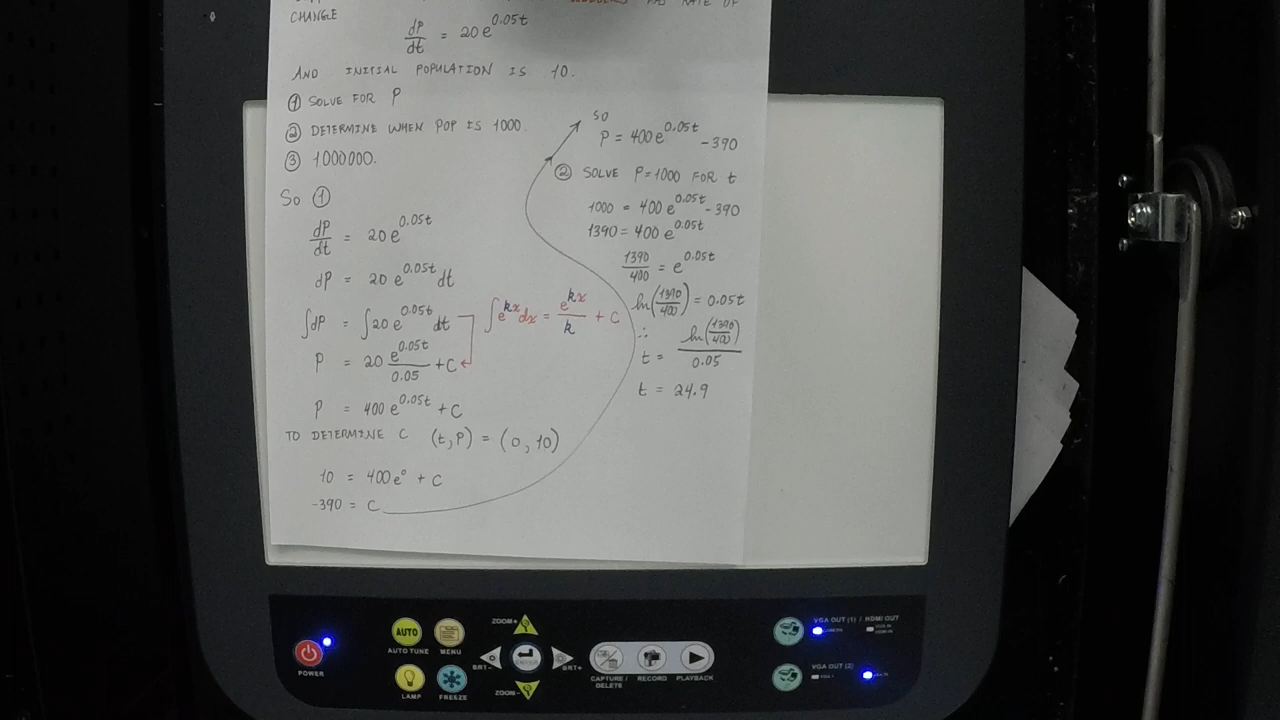 HAS RATE OF
CHANGE
dP/dt = 20e^0.05t
AND INITIAL POPULATION IS 10.
① SOLVE FOR P
② DETERMINE WHEN POP IS 1000.
③ 1000000.
So ①
dP/dt = 20e^0.05t
dP = 20e^0.05t dt
∫dP = ∫20e^0.05t dt
∫e^kx dx = e^kx/k + C
P = 20 e^0.05t/0.05 + C
P = 400e^0.05t + C
TO DETERMINE C (t,P) = (0,10)
10 = 400e^0 + C
-390 = C
SO
P = 400e^0.05t - 390
② SOLVE P=1000 FOR t
1000 = 400e^0.05t - 390
1390 = 400e^0.05t
1390/400 = e^0.05t
ln(1390/400) = 0.05t
∴
t = ln(1390/400)/0.05
t = 24.9
POWER
AUTO
AUTO TUNE
MENU
LAMP
FREEZE
ZOOM+
BRT-
BRT+
ZOOM-
CAPTURE / DELETE
RECORD
PLAYBACK
VGA OUT (1) / HDMI OUT
VGA OUT (2)